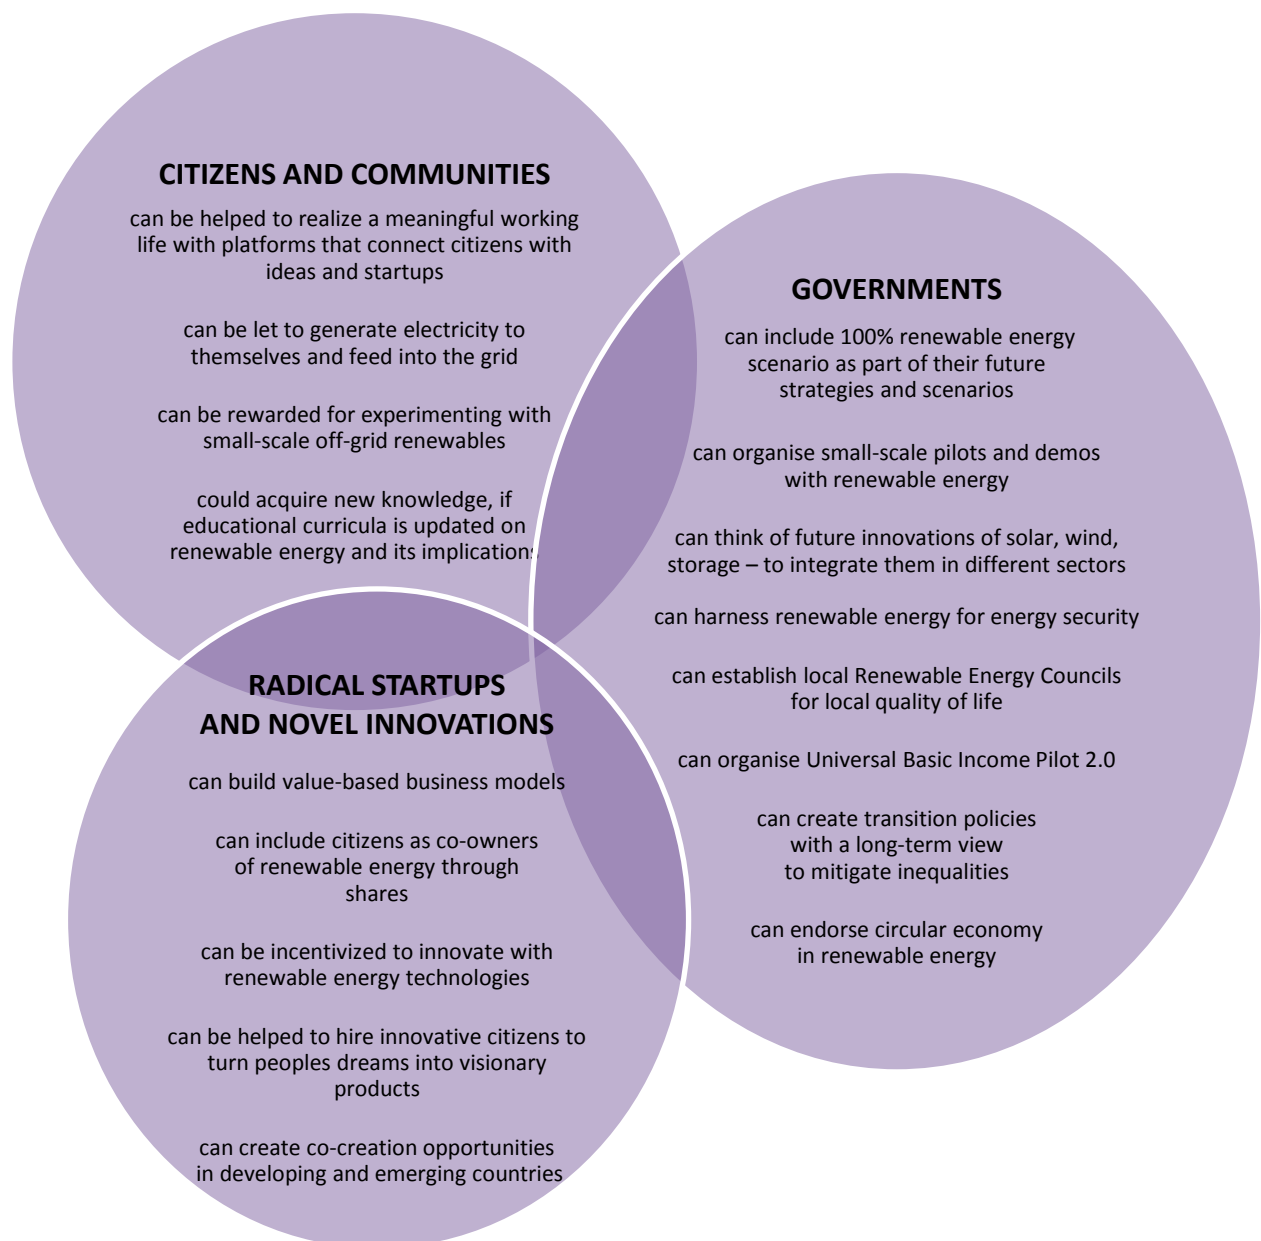 CITIZENS AND COMMUNITIES
can be helped to realize a meaningful working
life with platforms that connect citizens with
ideas and startups
can be let to generate electricity to
themselves and feed into the grid
can be rewarded for experimenting with
small-scale off-grid renewables
could acquire new knowledge, if
educational curricula is updated on
renewable energy and its implications
GOVERNMENTS
can include 100% renewable energy
scenario as part of their future
strategies and scenarios
can organise small-scale pilots and demos
with renewable energy
can think of future innovations of solar, wind,
storage – to integrate them in different sectors
can harness renewable energy for energy security
can establish local Renewable Energy Councils
for local quality of life
can organise Universal Basic Income Pilot 2.0
can create transition policies
with a long-term view
to mitigate inequalities
can endorse circular economy
in renewable energy
RADICAL STARTUPS
AND NOVEL INNOVATIONS
can build value-based business models
can include citizens as co-owners
of renewable energy through
shares
can be incentivized to innovate with
renewable energy technologies
can be helped to hire innovative citizens to
turn peoples dreams into visionary
products
can create co-creation opportunities
in developing and emerging countries